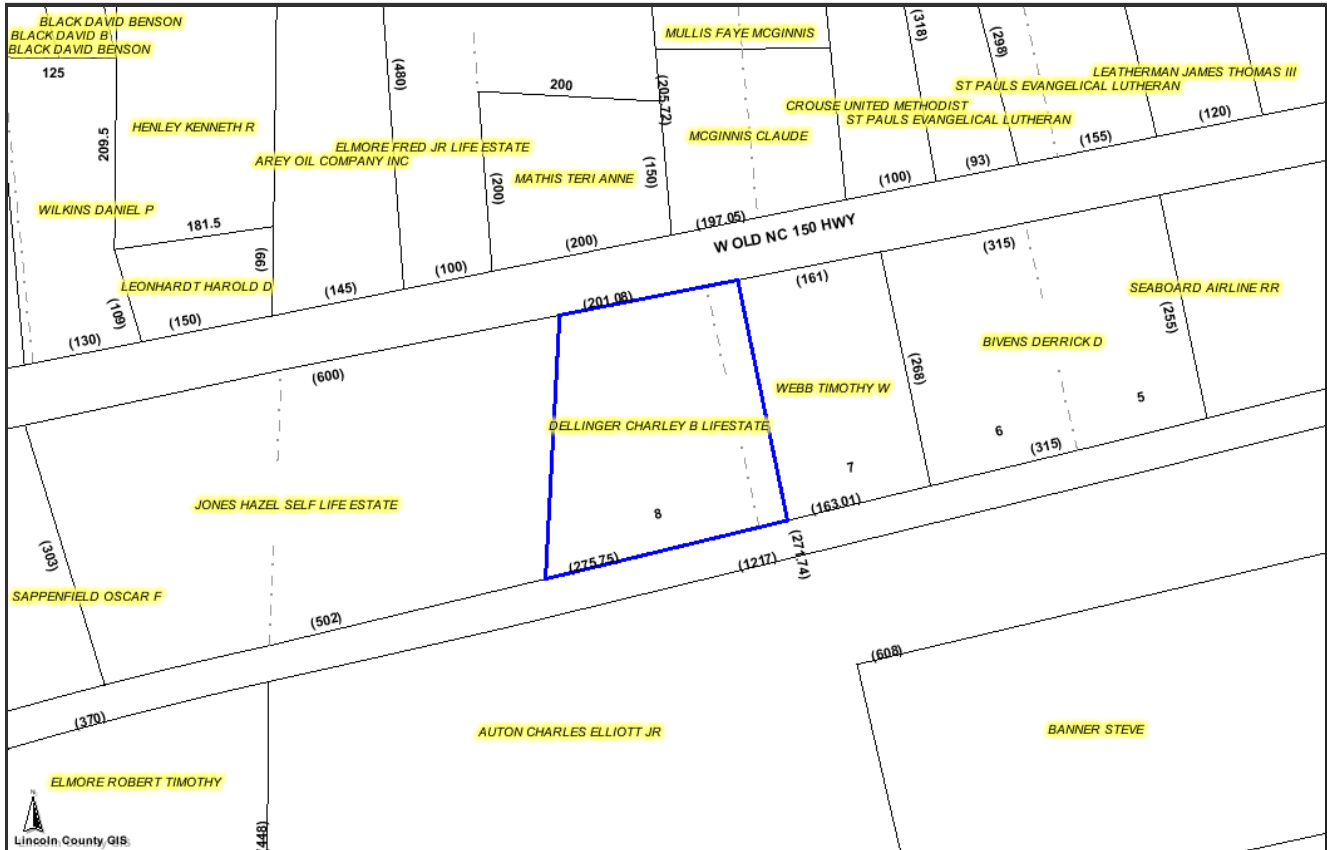 BLACK DAVID BENSON
BLACK DAVID B
BLACK DAVID BENSON
125
209.5
HENLEY KENNETH R
WILKINS DANIEL P
181.5
(99)
LEONHARDT HAROLD D
(109)
(130)
(150)
(145)
AREY OIL COMPANY INC
(480)
ELMORE FRED JR LIFE ESTATE
(100)
200
(200)
MATHIS TERI ANNE
(200)
(205.72)
(150)
MULLIS FAYE MCGINNIS
MCGINNIS CLAUDE
(197.05)
(318)
(298)
LEATHERMAN JAMES THOMAS III
ST PAULS EVANGELICAL LUTHERAN
CROUSE UNITED METHODIST
ST PAULS EVANGELICAL LUTHERAN
(100)
(93)
(155)
(120)
W OLD NC 150 HWY
(600)
(201.08)
(161)
(315)
SEABOARD AIRLINE RR
(255)
BIVENS DERRICK D
(268)
WEBB TIMOTHY W
DELLINGER CHARLEY B LIFESTATE
5
6
7
8
(315)
(163.01)
(271.74)
(275.75)
(1217)
JONES HAZEL SELF LIFE ESTATE
(303)
SAPPENFIELD OSCAR F
(502)
(370)
(608)
AUTON CHARLES ELLIOTT JR
BANNER STEVE
ELMORE ROBERT TIMOTHY
448)
N
Lincoln County GIS